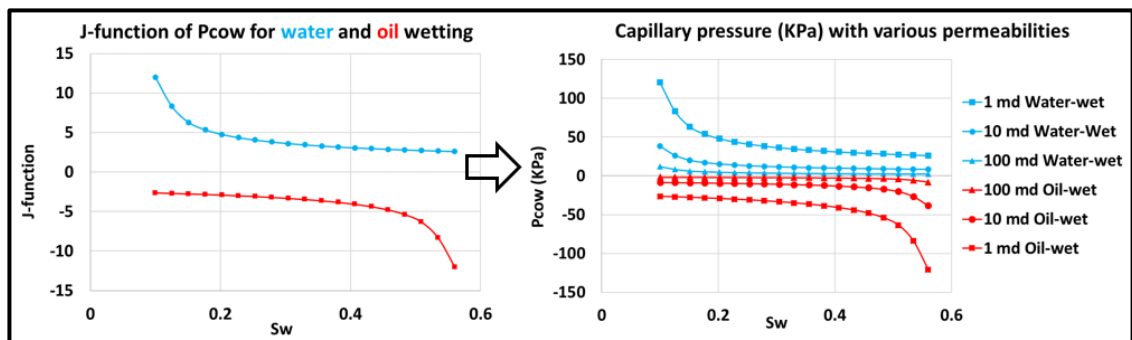 J-function of Pcow for water and oil wetting
15
10
5
0
-5
-10
-15
J-function
0
0.2
0.4
0.6
Sw
Capillary pressure (KPa) with various permeabilities
150
100
50
0
-50
-100
-150
Pcow (KPa)
0
0.2
0.4
0.6
Sw
1 md Water-wet
10 md Water-Wet
100 md Water-wet
100 md Oil-wet
10 md Oil-wet
1 md Oil-wet